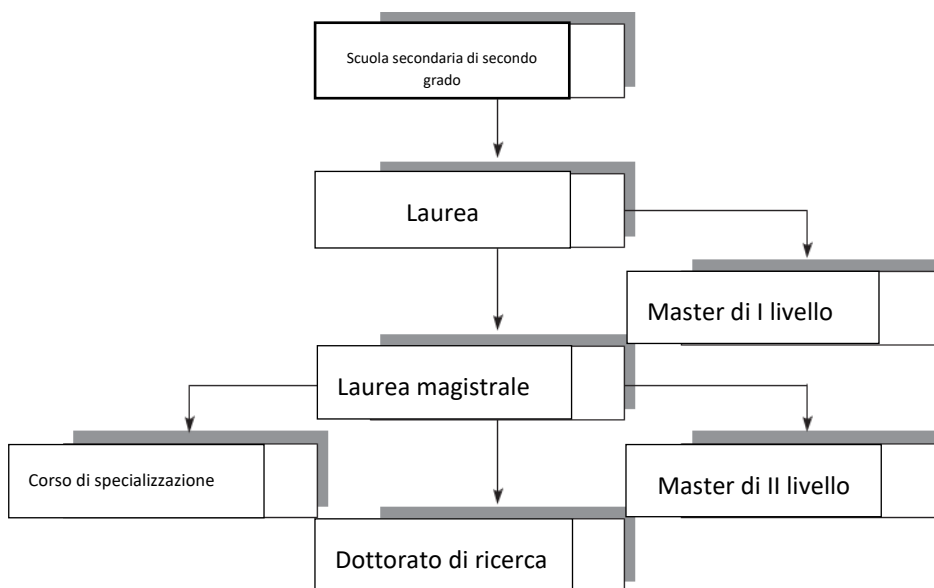 Scuola secondaria di secondo
grado
Laurea
Master di I livello
Laurea magistrale
Corso di specializzazione
Master di II livello
Dottorato di ricerca